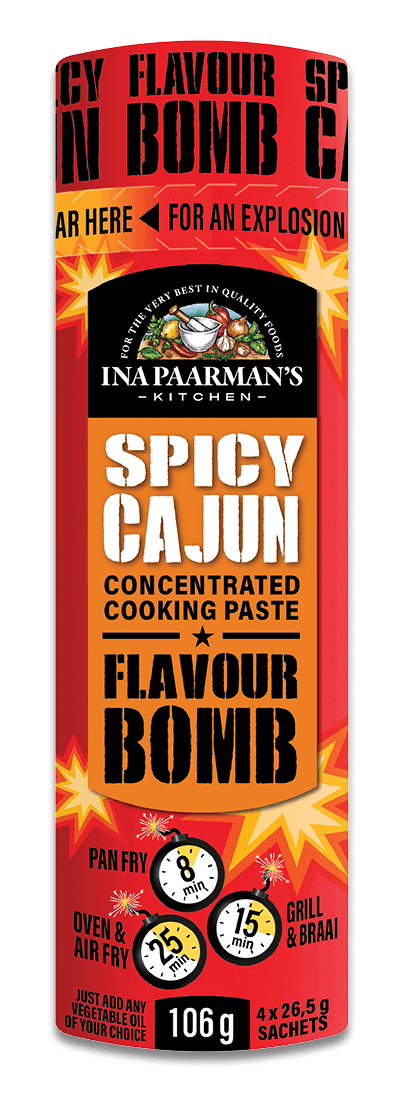 CY FLAVOUR SP
N BOMB CA
AR HERE ◀ FOR AN EXPLOSION
FOR THE VERY BEST IN QUALITY FOODS
INA PAARMAN'S
- KITCHEN -
SPICY
CAJUN
CONCENTRATED
COOKING PASTE
★
FLAVOUR
BOMB
PAN FRY
8
min
OVEN &
AIR FRY
25
min
15
min
GRILL
& BRAAI
JUST ADD ANY
VEGETABLE OIL
OF YOUR CHOICE
106 g
4 x 26,5 g
SACHETS